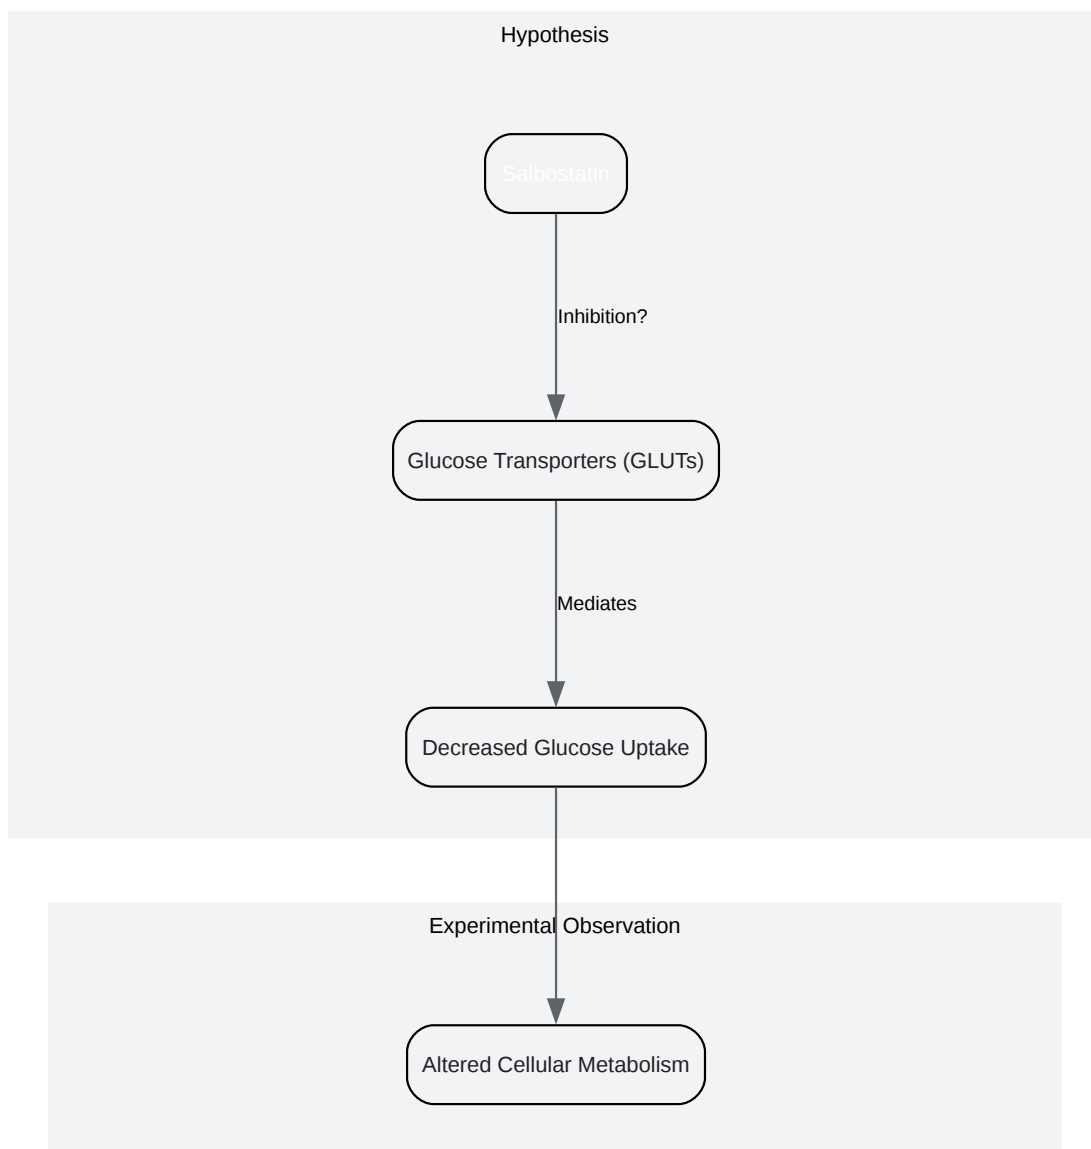 Hypothesis
Salbostatin
Inhibition?
Glucose Transporters (GLUTs)
Mediates
Decreased Glucose Uptake
Experimental Observation
Altered Cellular Metabolism